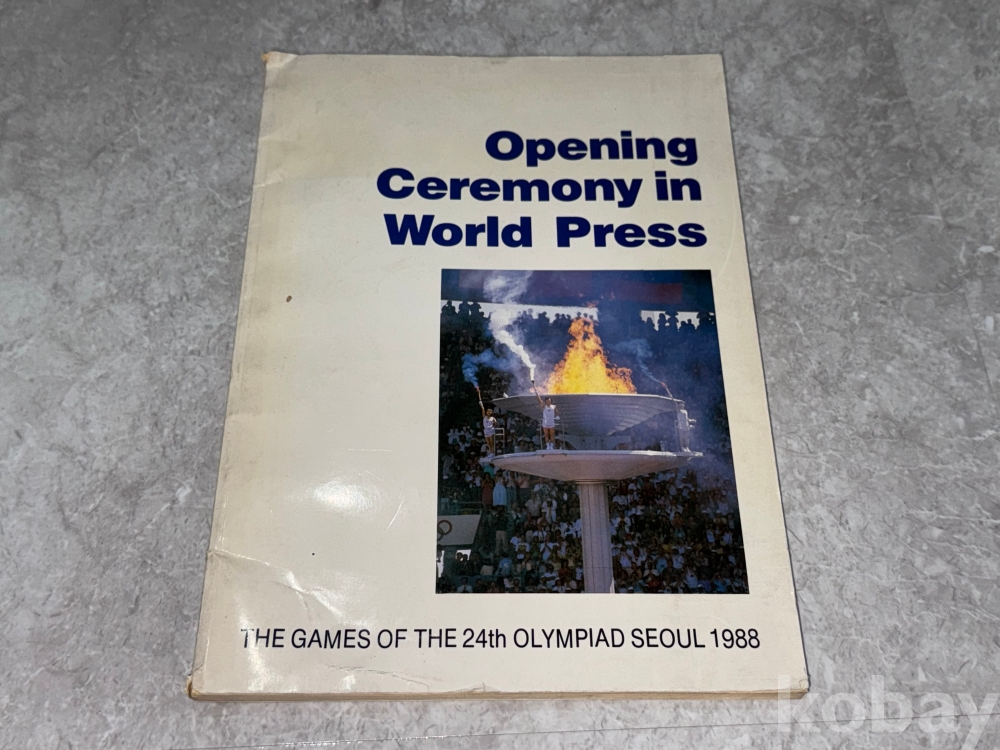 Opening
Ceremony in
World Press
THE GAMES OF THE 24th OLYMPIAD SEOUL 1988
kobay